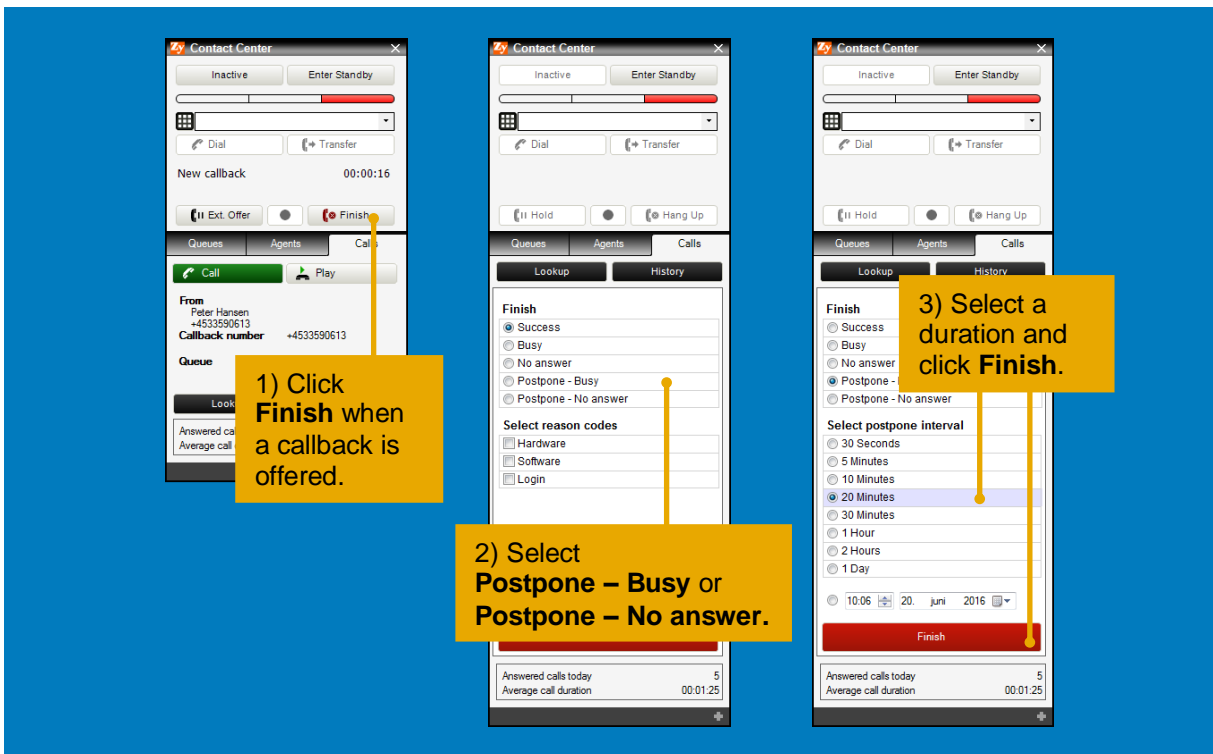 Zy Contact Center
Inactive Enter Standby
Dial Transfer
New callback 00:00:16
Ext. Offer Finish
Queues Agents Calls
Call Play
From
Peter Hansen
+4533590613
Callback number +4533590613
Queue
Answered
Average call
1) Click
Finish when
a callback is
offered.
Zy Contact Center
Inactive Enter Standby
Dial Transfer
Hold Hang Up
Queues Agents Calls
Lookup History
Finish
Success
Busy
No answer
Postpone - Busy
Postpone - No answer
Select reason codes
Hardware
Software
Login
2) Select
Postpone – Busy or
Postpone – No answer.
Answered calls today 5
Average call duration 00:01:25
Zy Contact Center
Inactive Enter Standby
Dial Transfer
Hold Hang Up
Queues Agents Calls
Lookup History
3) Select a
duration and
click Finish.
Finish
Success
Busy
No answer
Postpone -
Postpone - No answer
Select postpone interval
30 Seconds
5 Minutes
10 Minutes
20 Minutes
30 Minutes
1 Hour
2 Hours
1 Day
10:06 20. juni 2016
Finish
Answered calls today 5
Average call duration 00:01:25